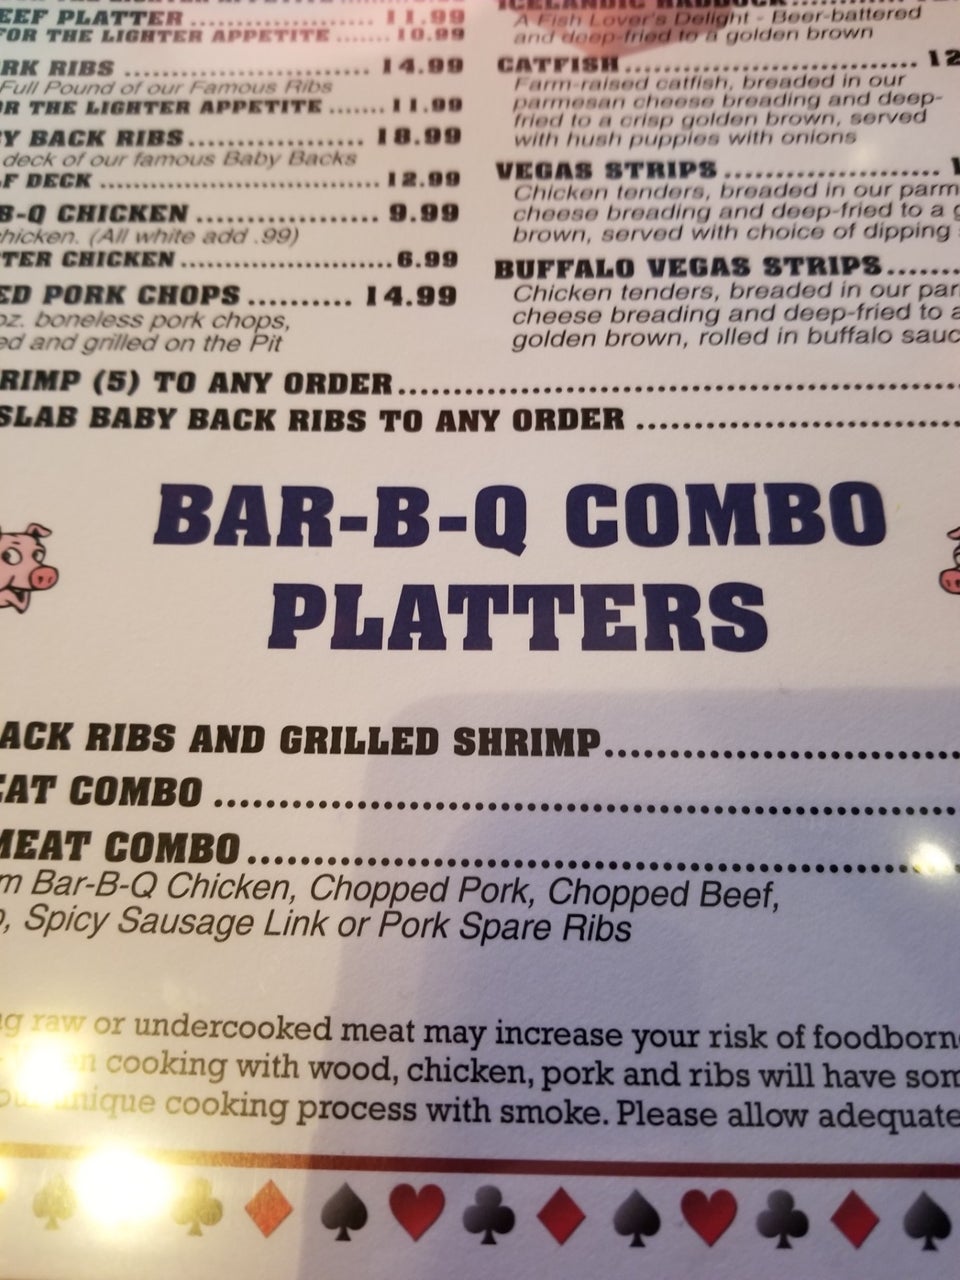 EEF PLATTER 11.99
FOR THE LIGHTER APPETITE 10.99
RK RIBS 14.99
Full Pound of our Famous Ribs
OR THE LIGHTER APPETITE 11.99
Y BACK RIBS 18.99
deck of our famous Baby Backs
F DECK 12.99
B-Q CHICKEN 9.99
chicken. (All white add .99)
TER CHICKEN 6.99
ED PORK CHOPS 14.99
oz. boneless pork chops,
ed and grilled on the Pit
ICELANDIC HADDOCK
A Fish Lover's Delight - Beer-battered
and deep-fried to a golden brown
CATFISH 12
Farm-raised catfish, breaded in our
parmesan cheese breading and deep-
fried to a crisp golden brown, served
with hush puppies with onions
VEGAS STRIPS 1
Chicken tenders, breaded in our parm
cheese breading and deep-fried to a g
brown, served with choice of dipping
BUFFALO VEGAS STRIPS
Chicken tenders, breaded in our par
cheese breading and deep-fried to a
golden brown, rolled in buffalo sauc
RIMP (5) TO ANY ORDER
SLAB BABY BACK RIBS TO ANY ORDER
BAR-B-Q COMBO
PLATTERS
ACK RIBS AND GRILLED SHRIMP
EAT COMBO
MEAT COMBO
m Bar-B-Q Chicken, Chopped Pork, Chopped Beef,
, Spicy Sausage Link or Pork Spare Ribs
g raw or undercooked meat may increase your risk of foodborn
cooking with wood, chicken, pork and ribs will have som
unique cooking process with smoke. Please allow adequate